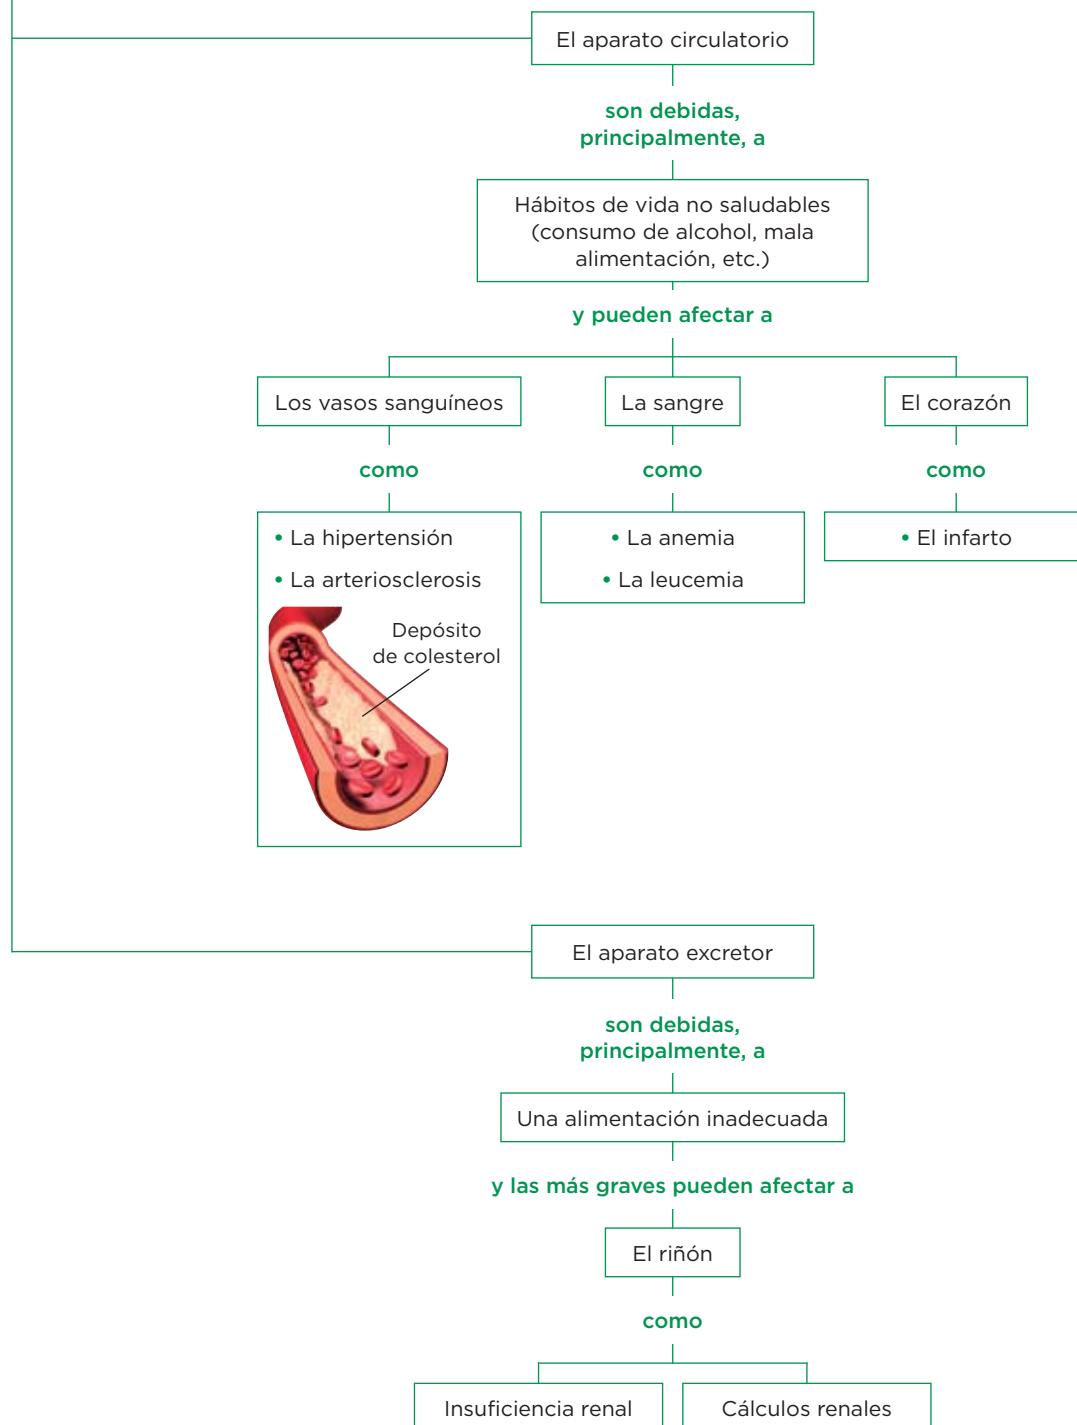 El aparato circulatorio
son debidas,
principalmente, a
Hábitos de vida no saludables
(consumo de alcohol, mala
alimentación, etc.)
y pueden afectar a
Los vasos sanguíneos
La sangre
El corazón
como
como
como
• La hipertensión
• La arteriosclerosis
Depósito
de colesterol
• La anemia
• La leucemia
• El infarto
El aparato excretor
son debidas,
principalmente, a
Una alimentación inadecuada
y las más graves pueden afectar a
El riñón
como
Insuficiencia renal
Cálculos renales